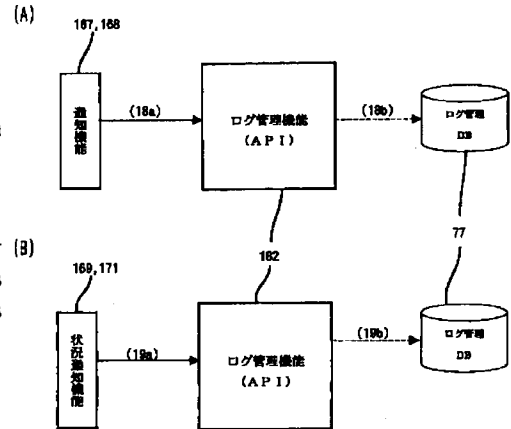 (A)
167,168
通知機能
(18a)
ログ管理機能
(API)
(18b)
ログ管理
DB
162
77
(B)
169,171
状況通知機能
(19a)
ログ管理機能
(API)
(19b)
ログ管理
DB